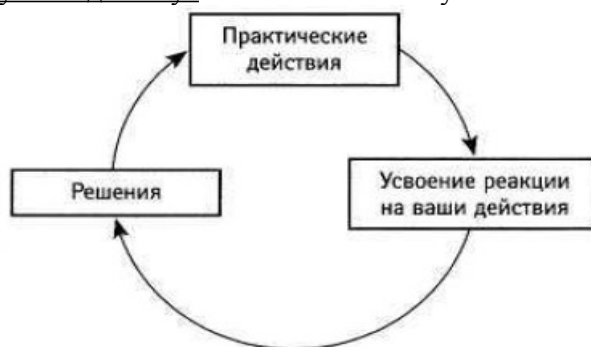 Практические
действия
Усвоение реакции
на ваши действия
Решения